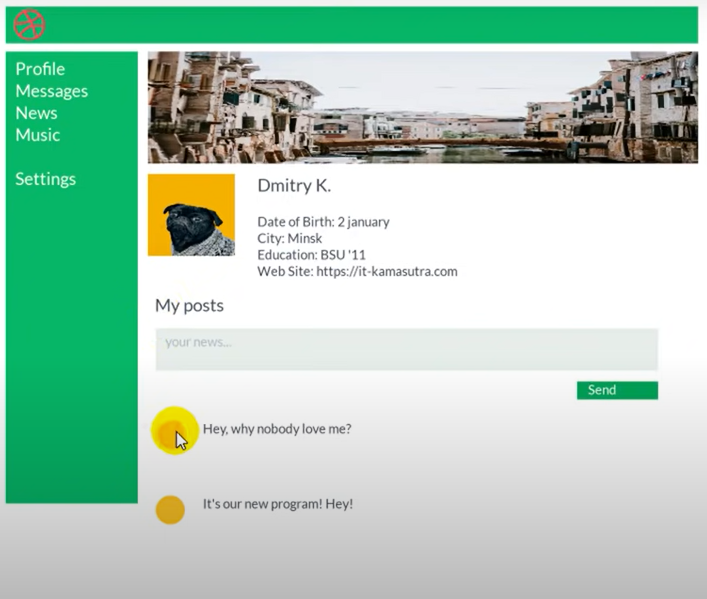 Profile
Messages
News
Music
Settings
Dmitry K.
Date of Birth: 2 january
City: Minsk
Education: BSU '11
Web Site: https://it-kamasutra.com
My posts
your news...
Send
Hey, why nobody love me?
It's our new program! Hey!